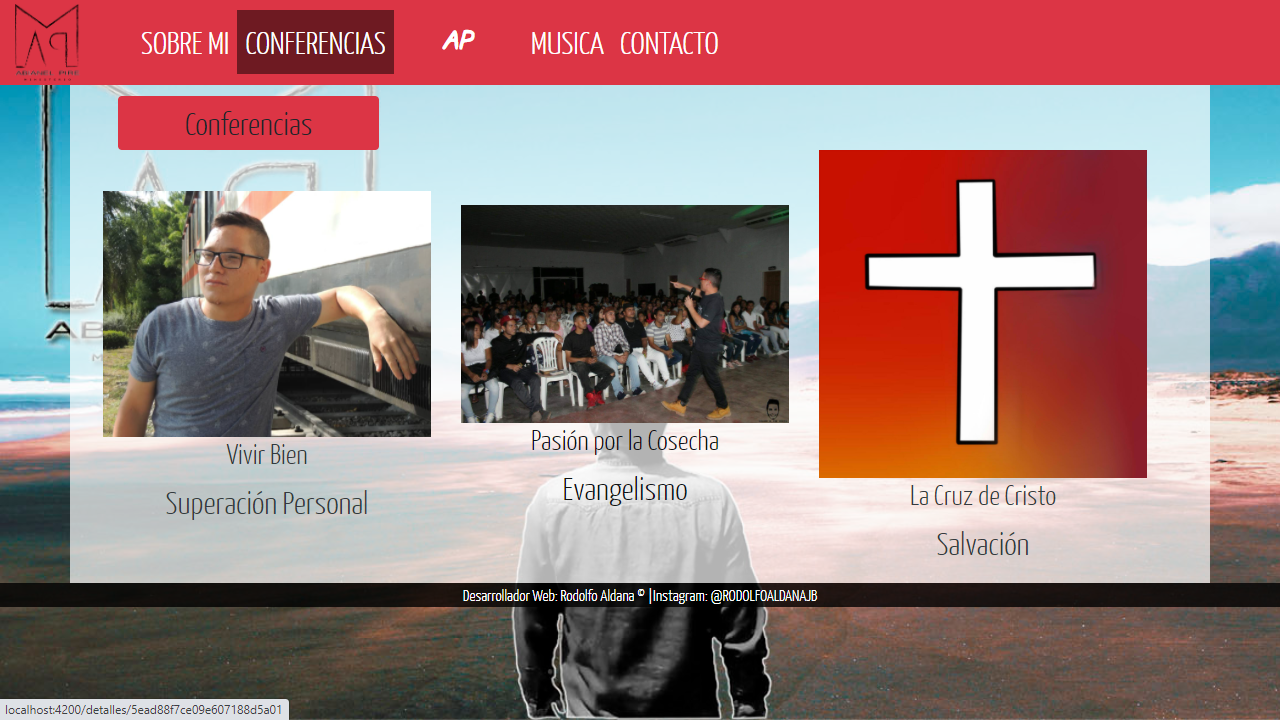 SOBRE MI CONFERENCIAS AP MUSICA CONTACTO
AP
Conferencias
Vivir Bien
Superación Personal
Pasión por la Cosecha
Evangelismo
La Cruz de Cristo
Salvación
Desarrollador Web: Rodolfo Aldana © |Instagram: @RODOLFOALDANAJB
localhost:4200/detalles/5ead88f7ce09e607188d5a01